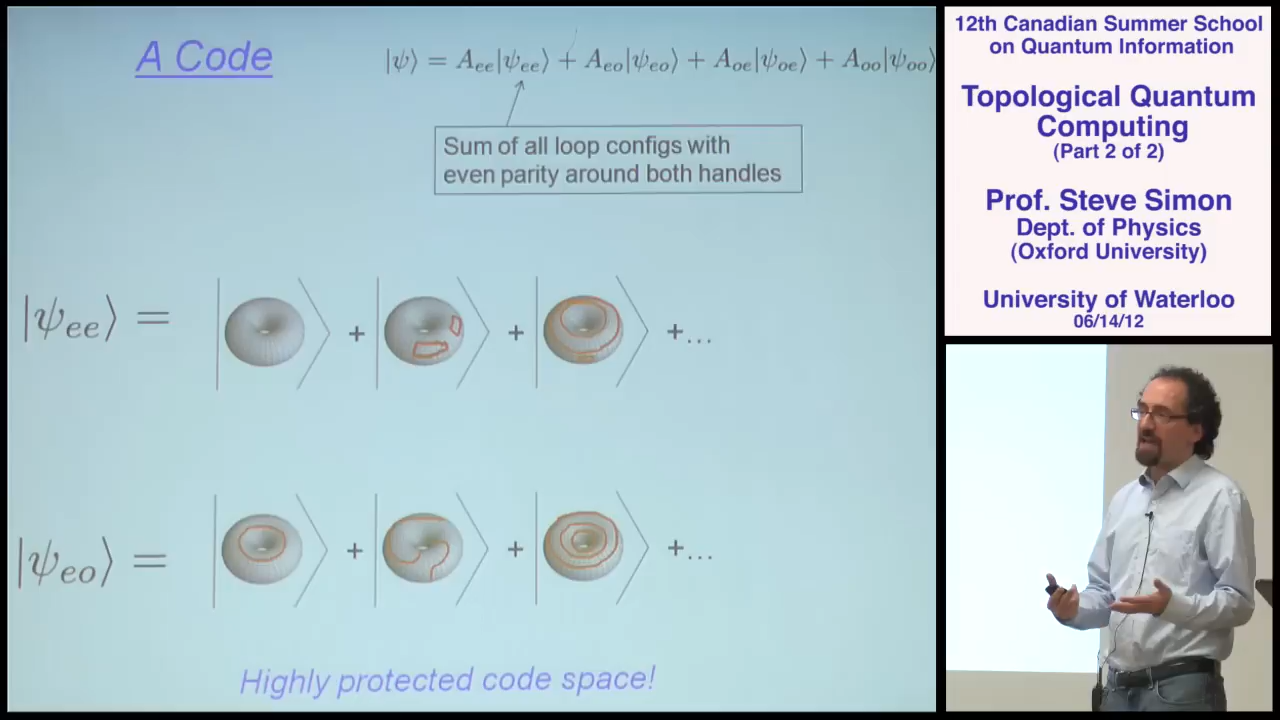 A Code
|ψ⟩ = A_ee|ψ_ee⟩ + A_eo|ψ_eo⟩ + A_oe|ψ_oe⟩ + A_oo|ψ_oo⟩
Sum of all loop configs with
even parity around both handles
|ψ_ee⟩ = + + +...
|ψ_eo⟩ = + + +...
Highly protected code space!
12th Canadian Summer School
on Quantum Information
Topological Quantum
Computing
(Part 2 of 2)
Prof. Steve Simon
Dept. of Physics
(Oxford University)
University of Waterloo
06/14/12